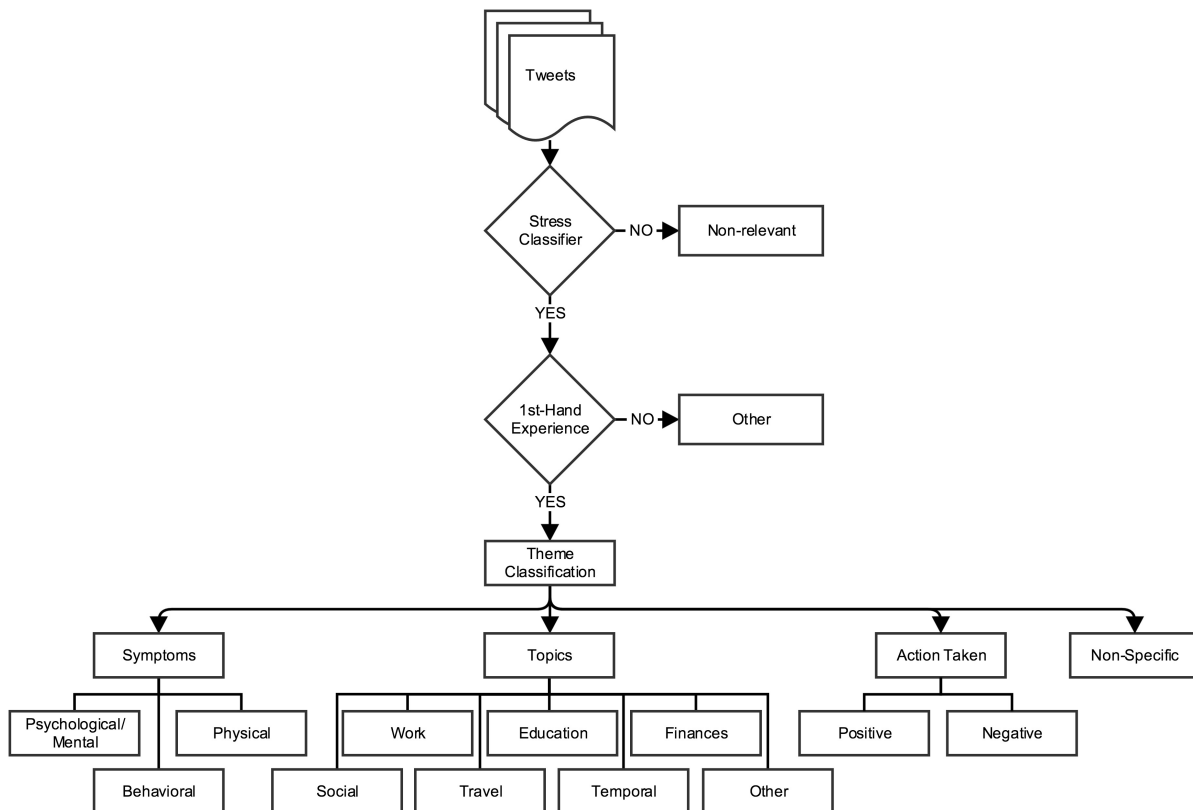 Tweets
Stress
Classifier
NO
Non-relevant
YES
1st-Hand
Experience
NO
Other
YES
Theme
Classification
Symptoms
Topics
Action Taken
Non-Specific
Psychological/
Mental
Physical
Work
Education
Finances
Positive
Negative
Behavioral
Social
Travel
Temporal
Other